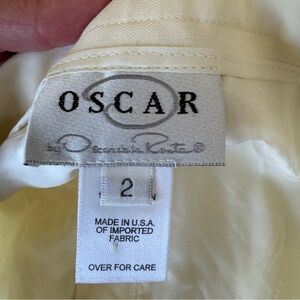 OSCAR
by Oscar de la Renta ®
2
MADE IN U.S.A.
OF IMPORTED
FABRIC
OVER FOR CARE